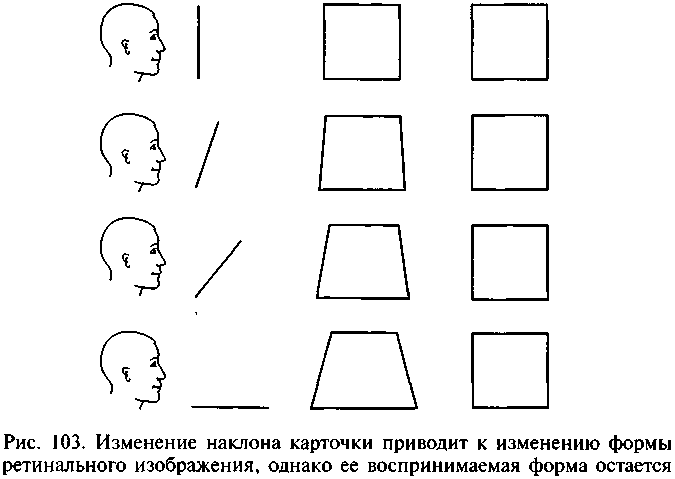 Рис. 103. Изменение наклона карточки приводит к изменению формы
ретинального изображения, однако ее воспринимаемая форма остается